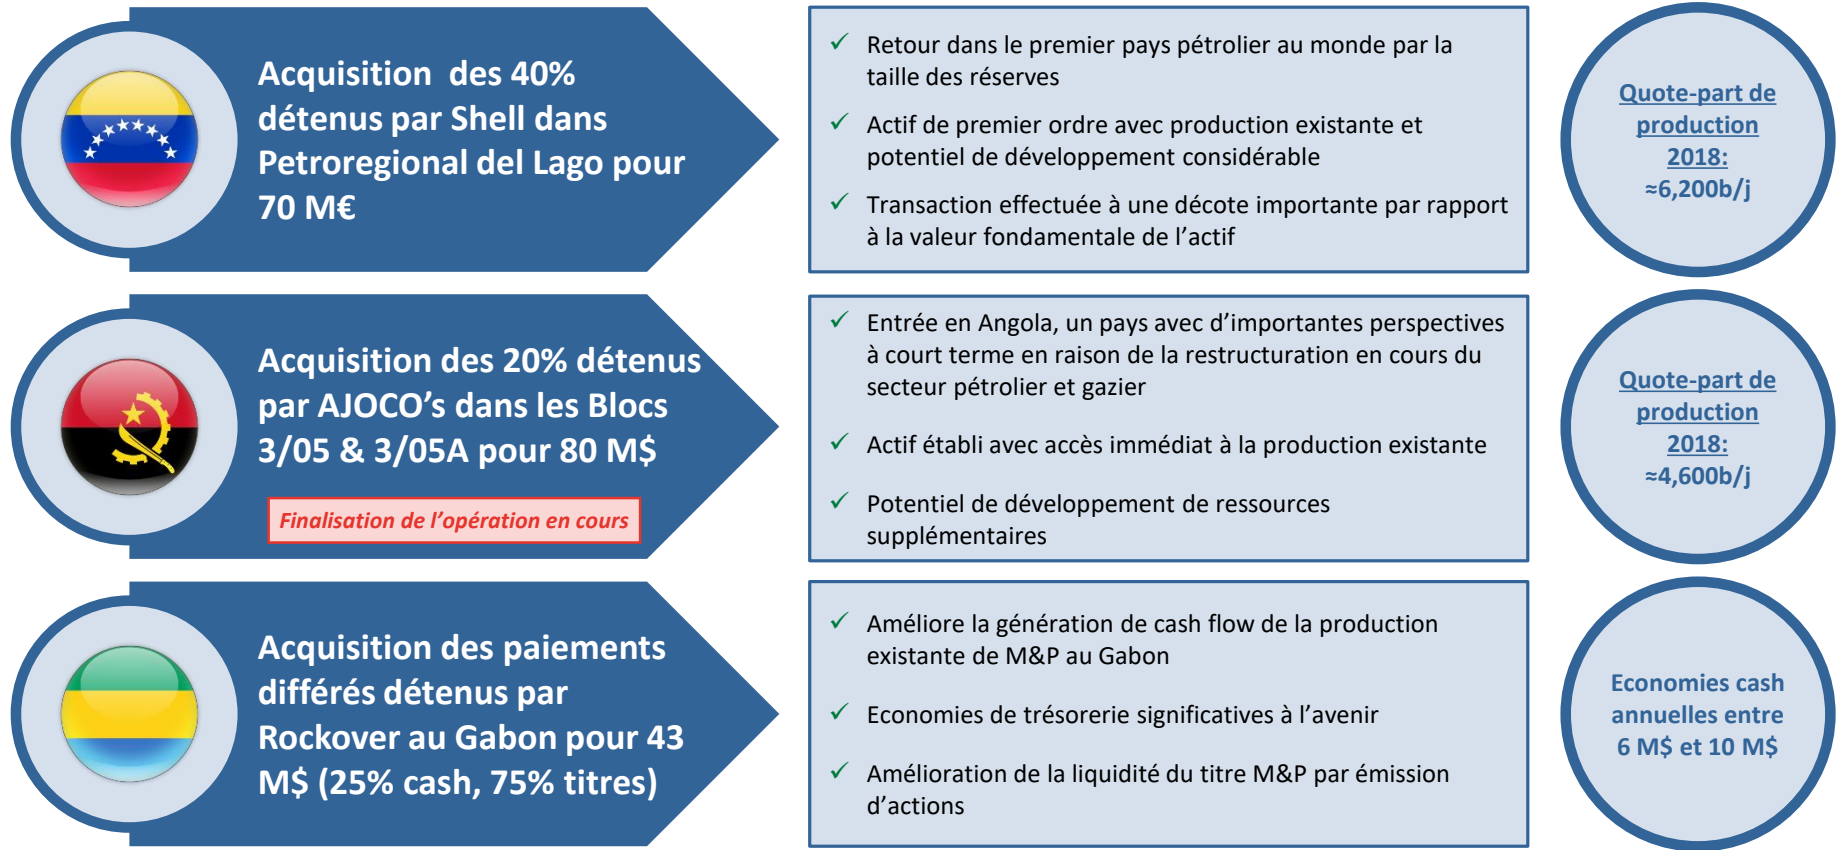 Acquisition des 40%
détenus par Shell dans
Petroregional del Lago pour
70 M€
Retour dans le premier pays pétrolier au monde par la
taille des réserves
Actif de premier ordre avec production existante et
potentiel de développement considérable
Transaction effectuée à une décote importante par rapport
à la valeur fondamentale de l’actif
Quote-part de
production
2018:
≈6,200b/j
Acquisition des 20% détenus
par AJOCO’s dans les Blocs
3/05 & 3/05A pour 80 M$
Finalisation de l’opération en cours
Entrée en Angola, un pays avec d’importantes perspectives
à court terme en raison de la restructuration en cours du
secteur pétrolier et gazier
Actif établi avec accès immédiat à la production existante
Potentiel de développement de ressources
supplémentaires
Quote-part de
production
2018:
≈4,600b/j
Acquisition des paiements
différés détenus par
Rockover au Gabon pour 43
M$ (25% cash, 75% titres)
Améliore la génération de cash flow de la production
existante de M&P au Gabon
Economies de trésorerie significatives à l’avenir
Amélioration de la liquidité du titre M&P par émission
d’actions
Economies cash
annuelles entre
6 M$ et 10 M$